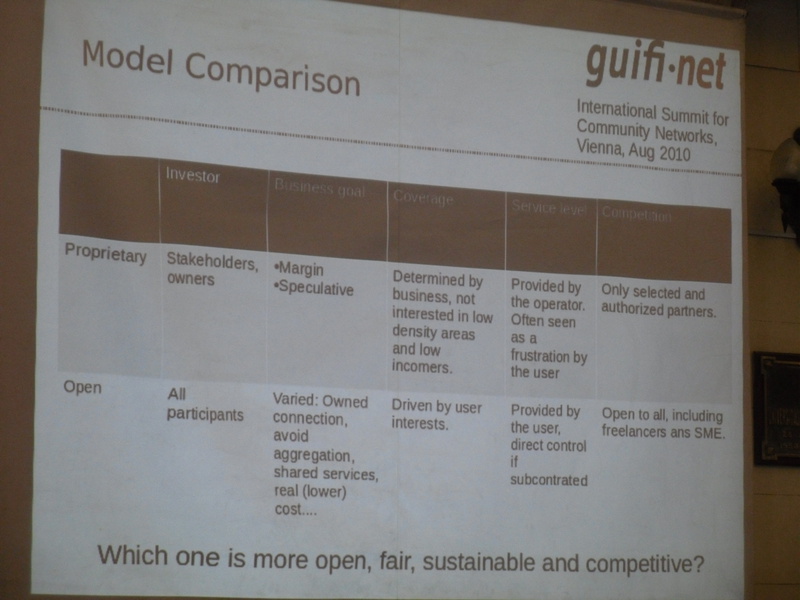 Model Comparison
guifi·net
International Summit for
Community Networks,
Vienna, Aug 2010
Investor
Business goal
Coverage
Service level
Competition
Proprietary
Stakeholders,
owners
•Margin
•Speculative
Determined by
business, not
interested in low
density areas
and low
incomers.
Provided by
the operator.
Often seen
as a
frustration by
the user
Only selected and
authorized partners.
Open
All
participants
Varied: Owned
connection,
avoid
aggregation,
shared services,
real (lower)
cost....
Driven by user
interests.
Provided by
the user,
direct control
if
subcontrated
Open to all, including
freelancers ans SME.
Which one is more open, fair, sustainable and competitive?